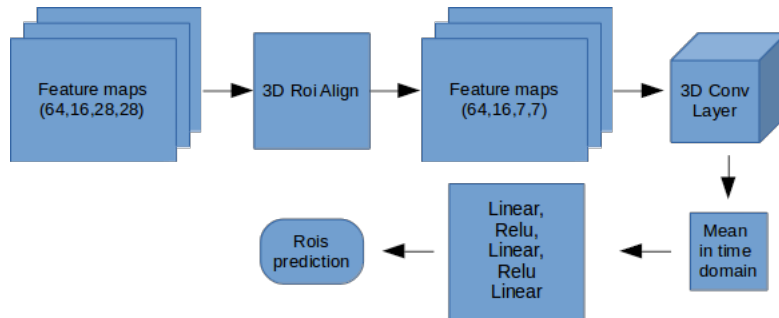 Feature maps
(64,16,28,28)
3D Roi Align
Feature maps
(64,16,7,7)
3D Conv
Layer
Mean
in time
domain
Linear,
Relu,
Linear,
Relu
Linear
Rois
prediction